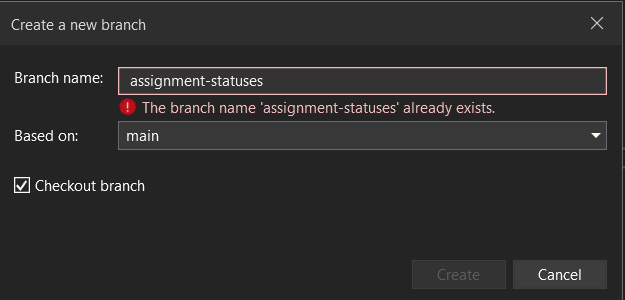 Create a new branch
Branch name: assignment-statuses
The branch name 'assignment-statuses' already exists.
Based on: main
Checkout branch
Create Cancel